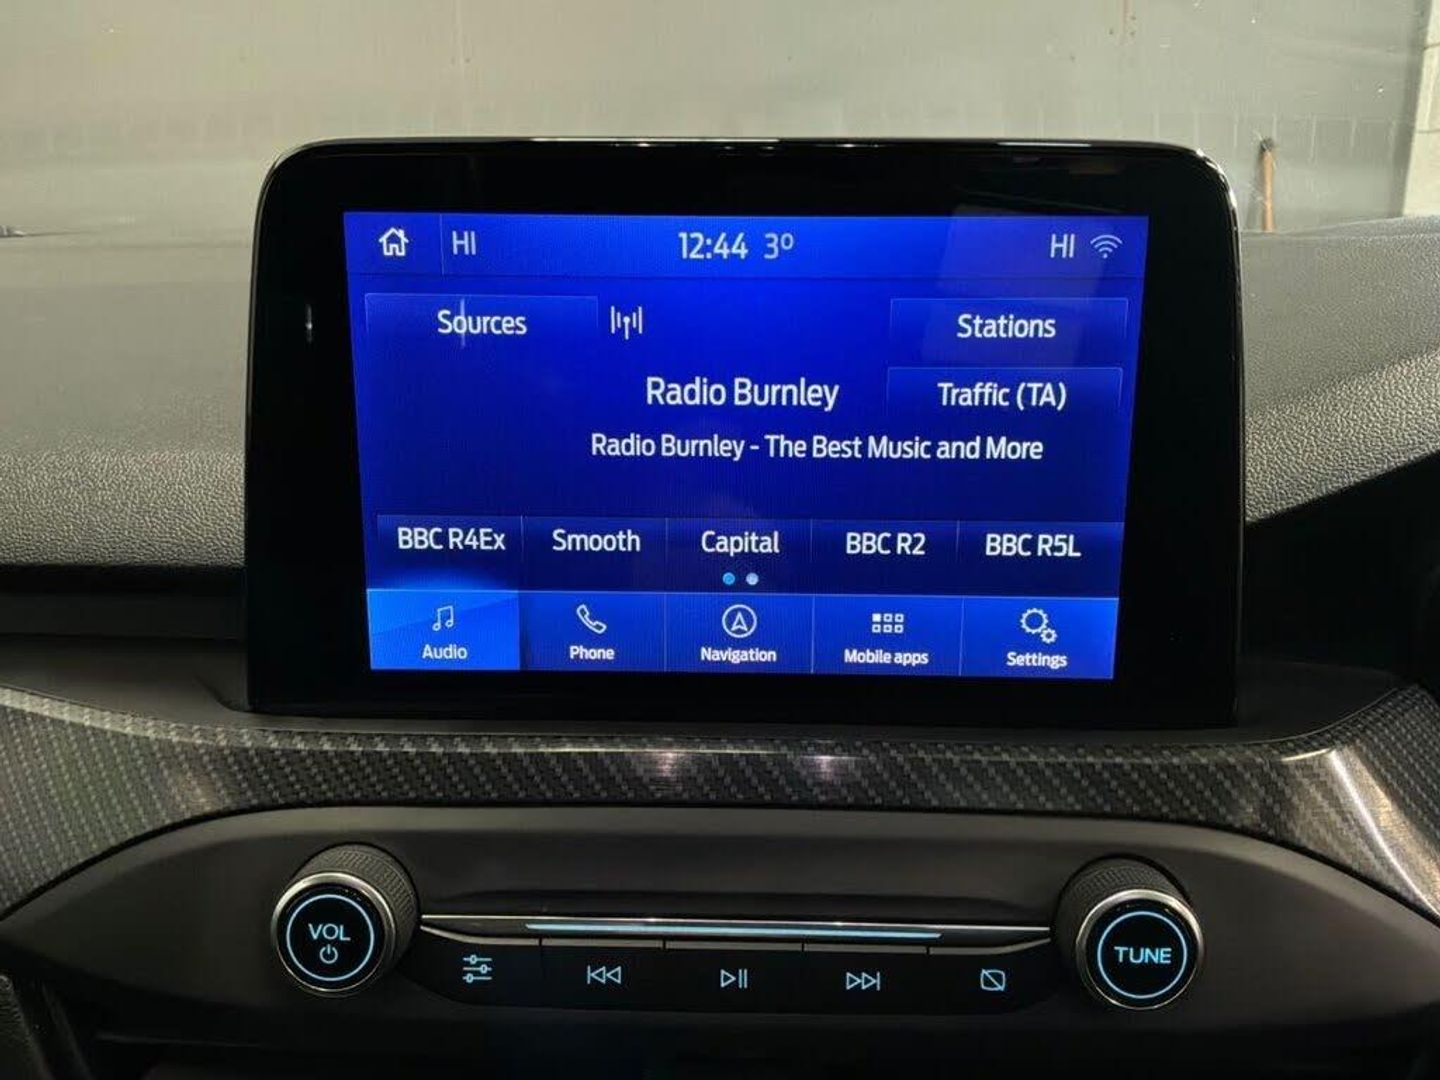 HI 12:44 3º HI
Sources Stations
Radio Burnley Traffic (TA)
Radio Burnley - The Best Music and More
BBC R4Ex Smooth Capital BBC R2 BBC R5L
Audio Phone Navigation Mobile apps Settings
VOL TUNE